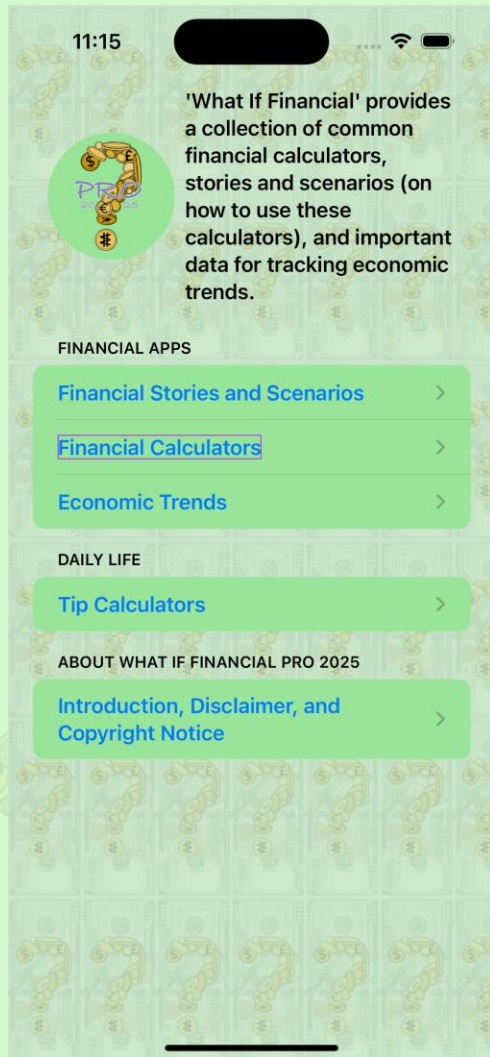 11:15
'What If Financial' provides
a collection of common
financial calculators,
stories and scenarios (on
how to use these
calculators), and important
data for tracking economic
trends.
PRO
2025
FINANCIAL APPS
Financial Stories and Scenarios
Financial Calculators
Economic Trends
DAILY LIFE
Tip Calculators
ABOUT WHAT IF FINANCIAL PRO 2025
Introduction, Disclaimer, and
Copyright Notice